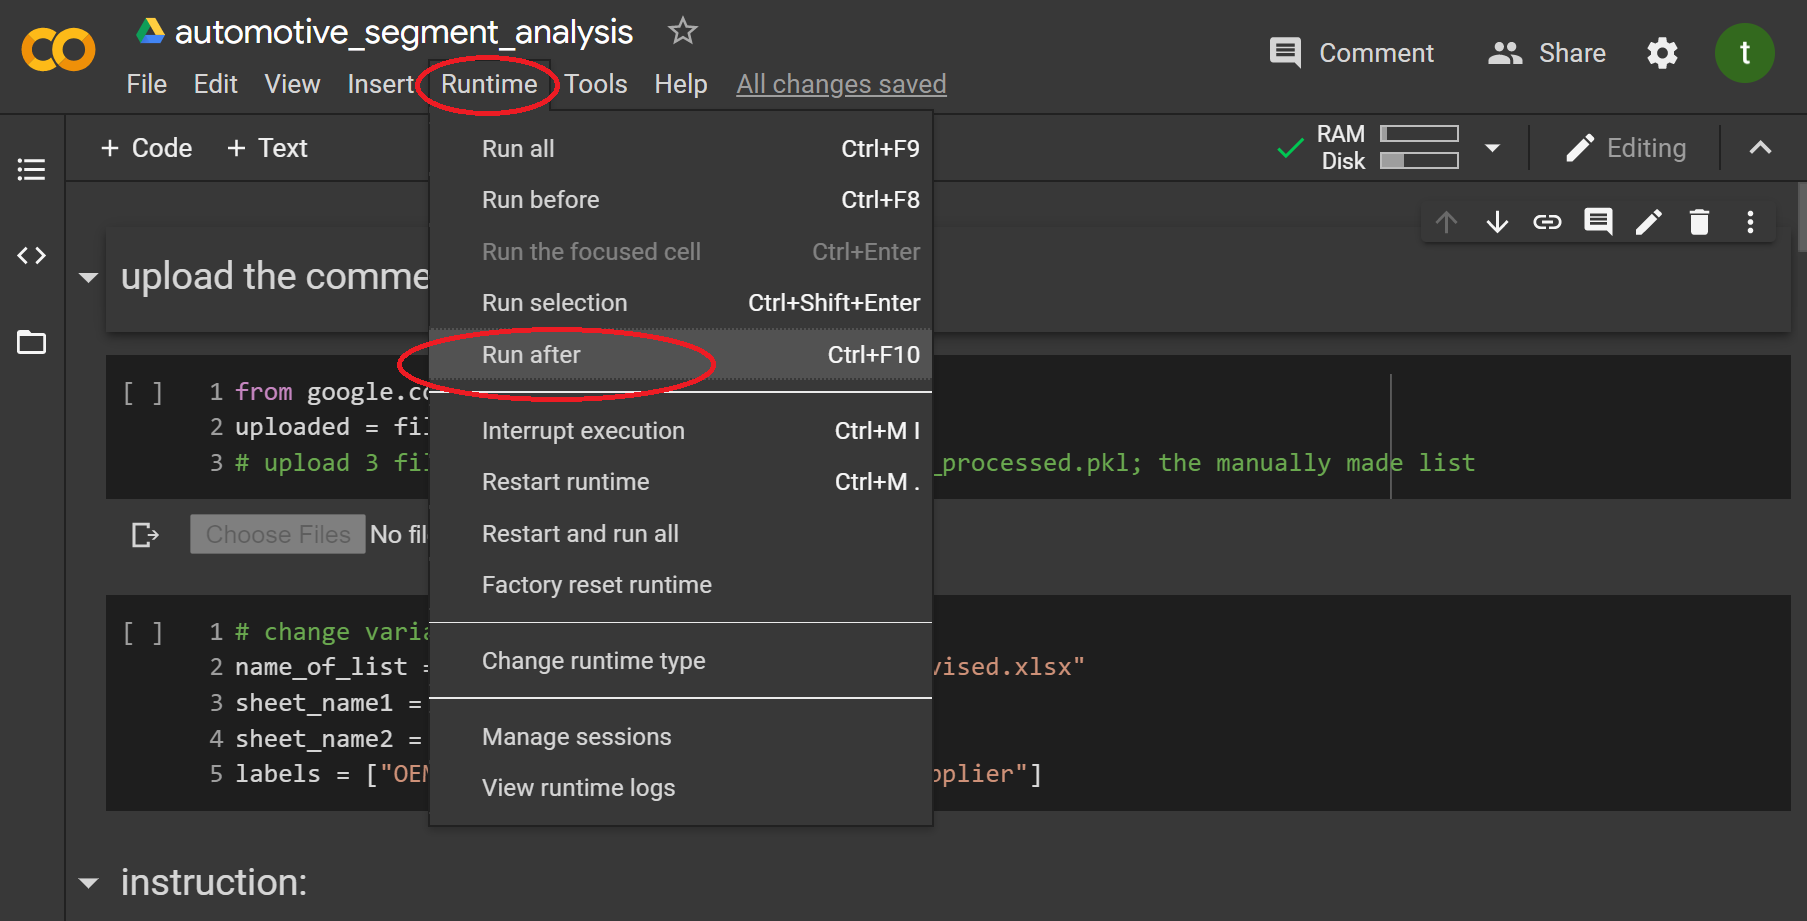 automotive_segment_analysis
File Edit View Insert Runtime Tools Help All changes saved
Comment Share t
+ Code + Text
RAM
Disk
Editing
Run all Ctrl+F9
Run before Ctrl+F8
Run the focused cell Ctrl+Enter
Run selection Ctrl+Shift+Enter
Run after Ctrl+F10
Interrupt execution Ctrl+M I
Restart runtime Ctrl+M .
Restart and run all
Factory reset runtime
Change runtime type
Manage sessions
View runtime logs
upload the comme
[ ] 1 from google.co
2 uploaded = fil
3 # upload 3 fil _processed.pkl; the manually made list
Choose Files No fil
[ ] 1 # change varia
2 name_of_list = vised.xlsx"
3 sheet_name1 =
4 sheet_name2 =
5 labels = ["OEM pplier"]
instruction: